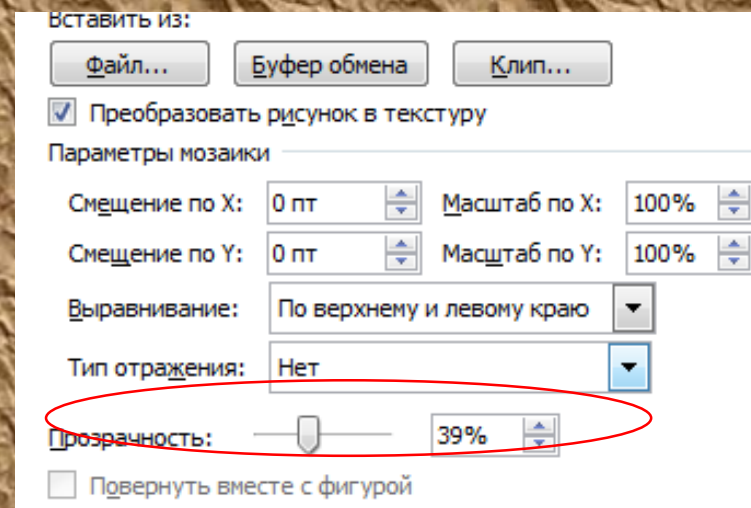 Вставить из:
Файл... Буфер обмена Клип...
Преобразовать рисунок в текстуру
Параметры мозаики
Смещение по X: 0 пт Масштаб по X: 100%
Смещение по Y: 0 пт Масштаб по Y: 100%
Выравнивание: По верхнему и левому краю
Тип отражения: Нет
Прозрачность: 39%
Повернуть вместе с фигурой